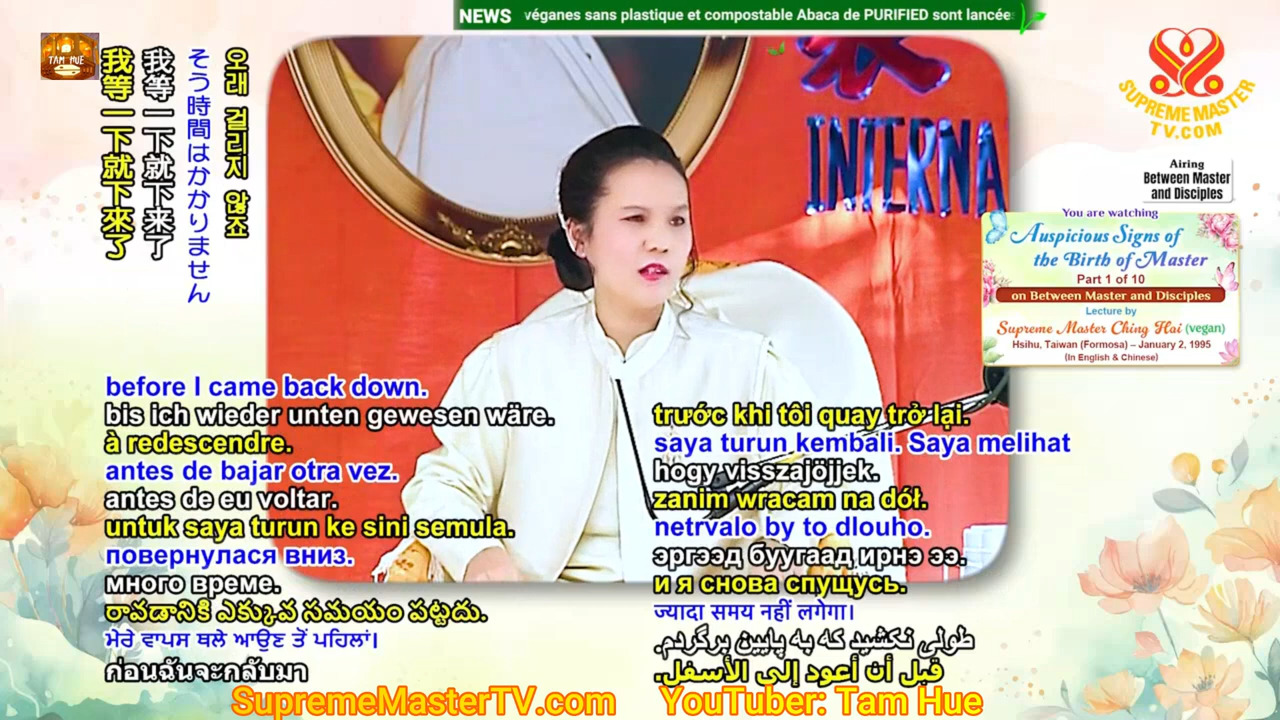 NEWS véganes sans plastique et compostable Abaca de PURIFIED sont lancées
TAM HUE
我等一下就下來了
我等一下就下来了
そう時間はかかりません
오래 걸리지 않죠
INTERNA
SUPREME MASTER
TV.COM
Airing
Between Master
and Disciples
You are watching
Auspicious Signs of
the Birth of Master
Part 1 of 10
on Between Master and Disciples
Lecture by
Supreme Master Ching Hai (vegan)
Hsihu, Taiwan (Formosa) – January 2, 1995
(In English & Chinese)
before I came back down.
bis ich wieder unten gewesen wäre.
à redescendre.
antes de bajar otra vez.
antes de eu voltar.
untuk saya turun ke sini semula.
повернулася вниз.
много време.
రావడానికి ఎక్కువ సమయం పట్టదు.
ਮੇਰੇ ਵਾਪਸ ਥਲੇ ਆਉਣ ਤੋਂ ਪਹਿਲਾਂ।
ก่อนฉันจะกลับมา
trước khi tôi quay trở lại.
saya turun kembali. Saya melihat
hogy visszajöjjek.
zanim wracam na dół.
netrvalo by to dlouho.
эргээд буугаад ирнэ ээ.
и я снова спущусь.
ज्यादा समय नहीं लगेगा।
طولی نکشید که به پایین برگردم.
قبل أن أعود إلى الأسفل.
SupremeMasterTV.com
YouTuber: Tam Hue